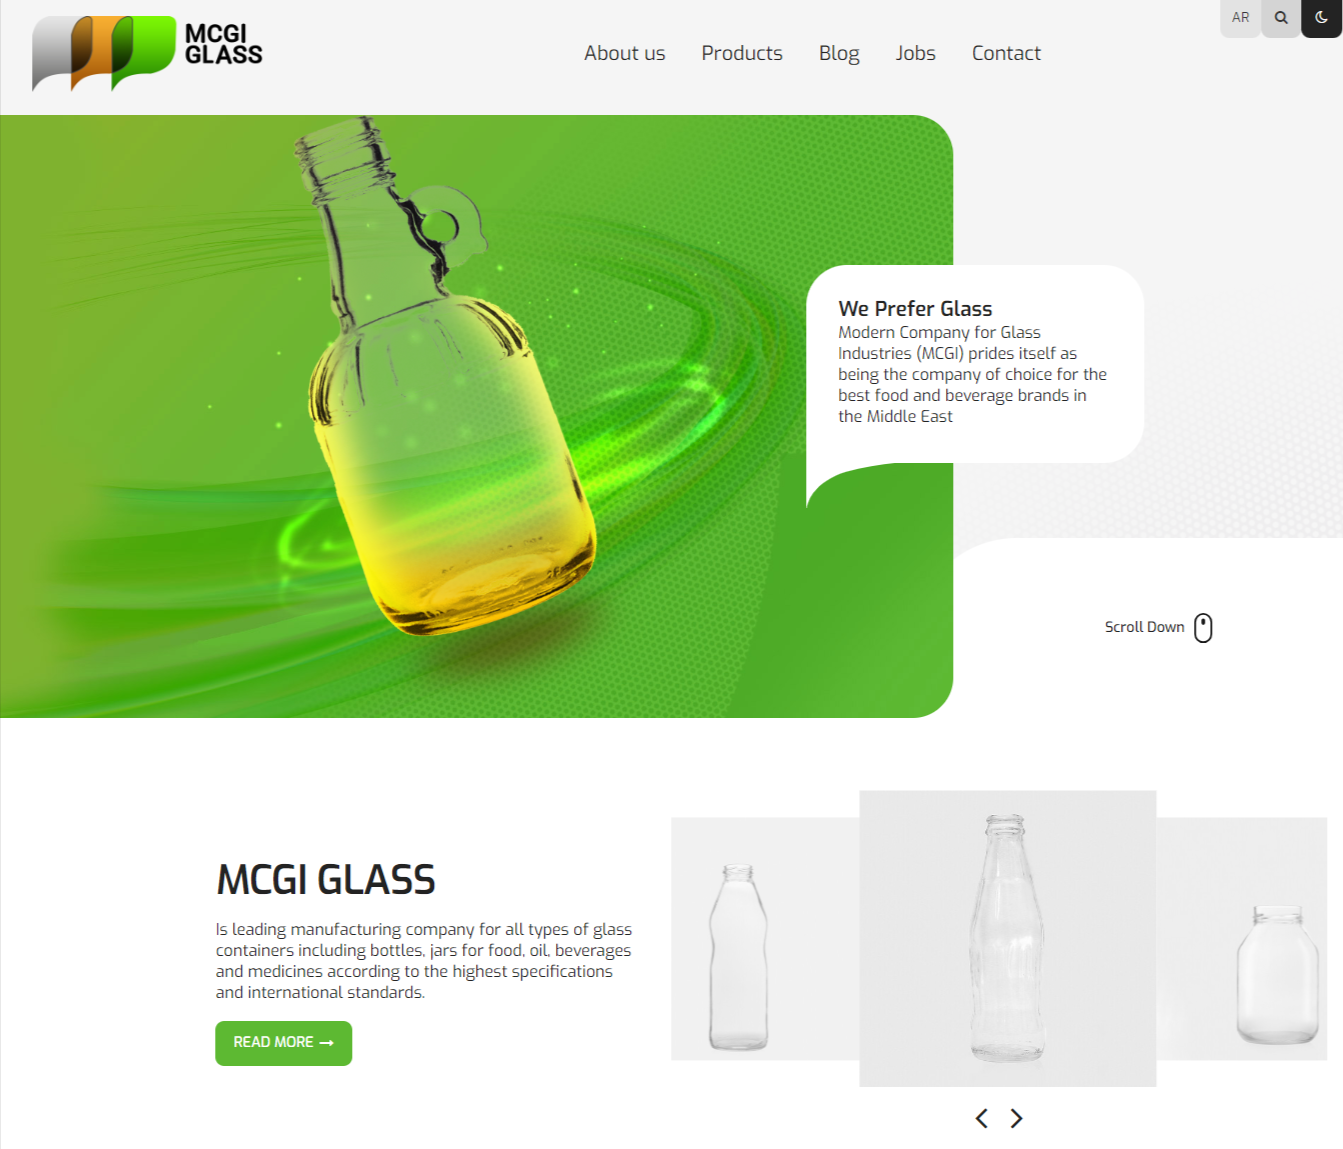 MCGI
GLASS
About us
Products
Blog
Jobs
Contact
AR
We Prefer Glass
Modern Company for Glass
Industries (MCGI) prides itself as
being the company of choice for the
best food and beverage brands in
the Middle East
Scroll Down
MCGI GLASS
Is leading manufacturing company for all types of glass
containers including bottles, jars for food, oil, beverages
and medicines according to the highest specifications
and international standards.
READ MORE →